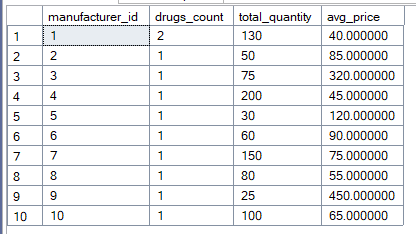 manufacturer_id drugs_count total_quantity avg_price
1 1 2 130 40.000000
2 2 1 50 85.000000
3 3 1 75 320.000000
4 4 1 200 45.000000
5 5 1 30 120.000000
6 6 1 60 90.000000
7 7 1 150 75.000000
8 8 1 80 55.000000
9 9 1 25 450.000000
10 10 1 100 65.000000